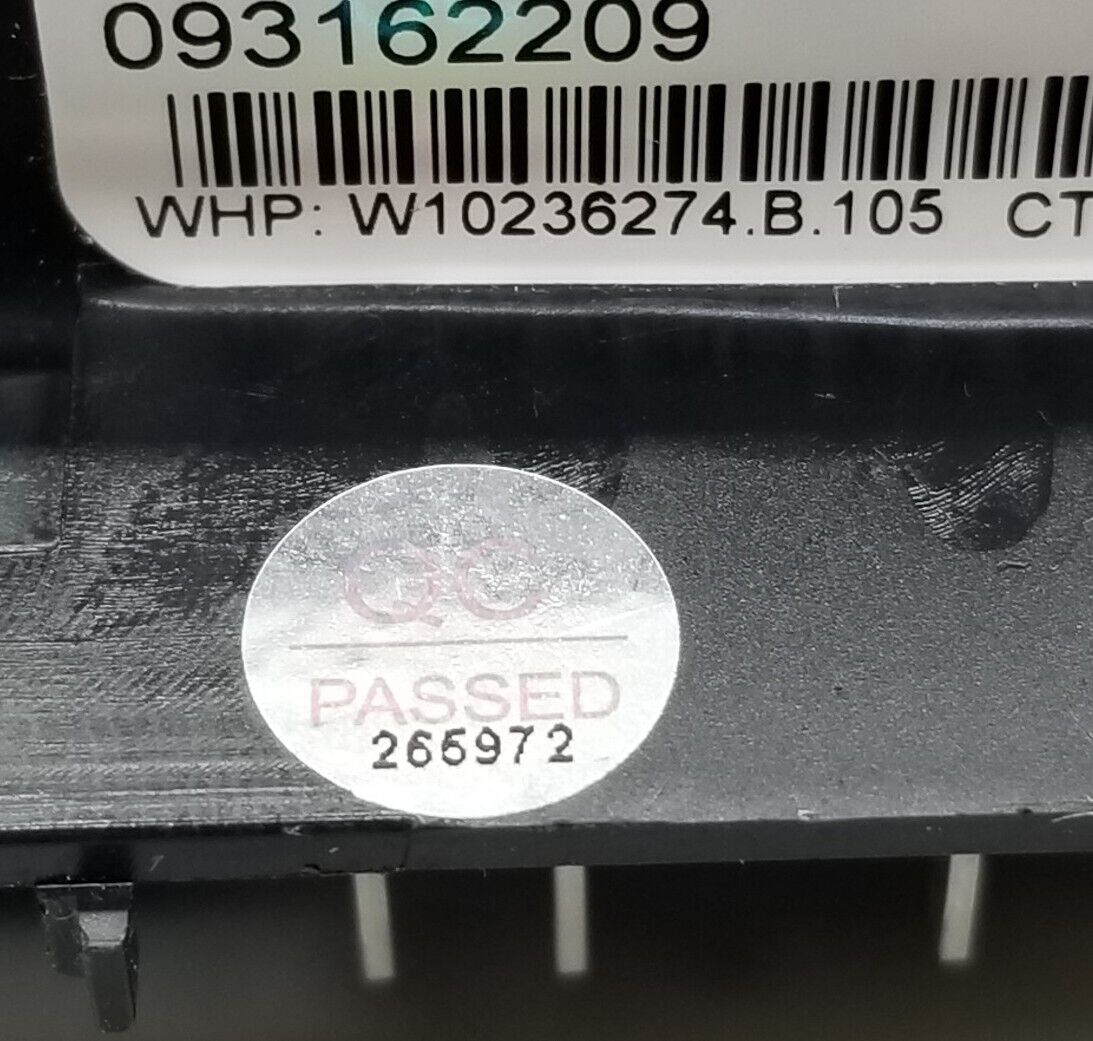 093162209
WHP: W10236274.B.105 CT
QC
PASSED
265972